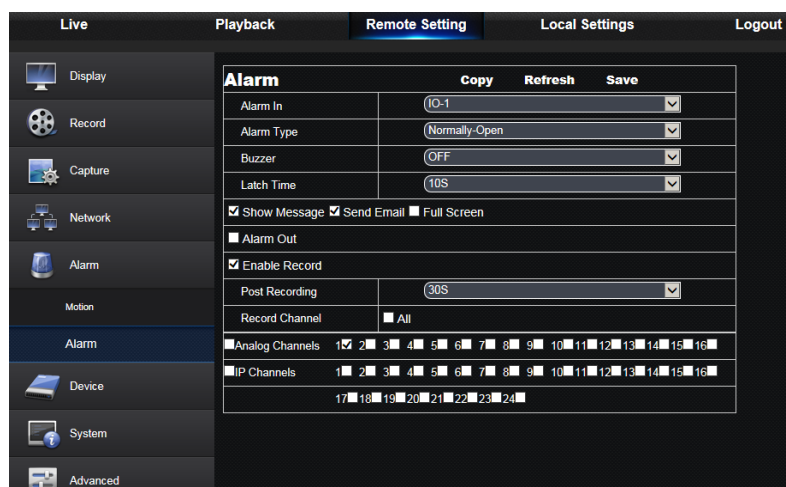 Live Playback Remote Setting Local Settings Logout
Display
Record
Capture
Network
Alarm
Motion
Alarm
Device
System
Advanced
Alarm Copy Refresh Save
Alarm In IO-1
Alarm Type Normally-Open
Buzzer OFF
Latch Time 10S
Show Message Send Email Full Screen
Alarm Out
Enable Record
Post Recording 30S
Record Channel All
Analog Channels 1 2 3 4 5 6 7 8 9 10 11 12 13 14 15 16
IP Channels 1 2 3 4 5 6 7 8 9 10 11 12 13 14 15 16
17 18 19 20 21 22 23 24